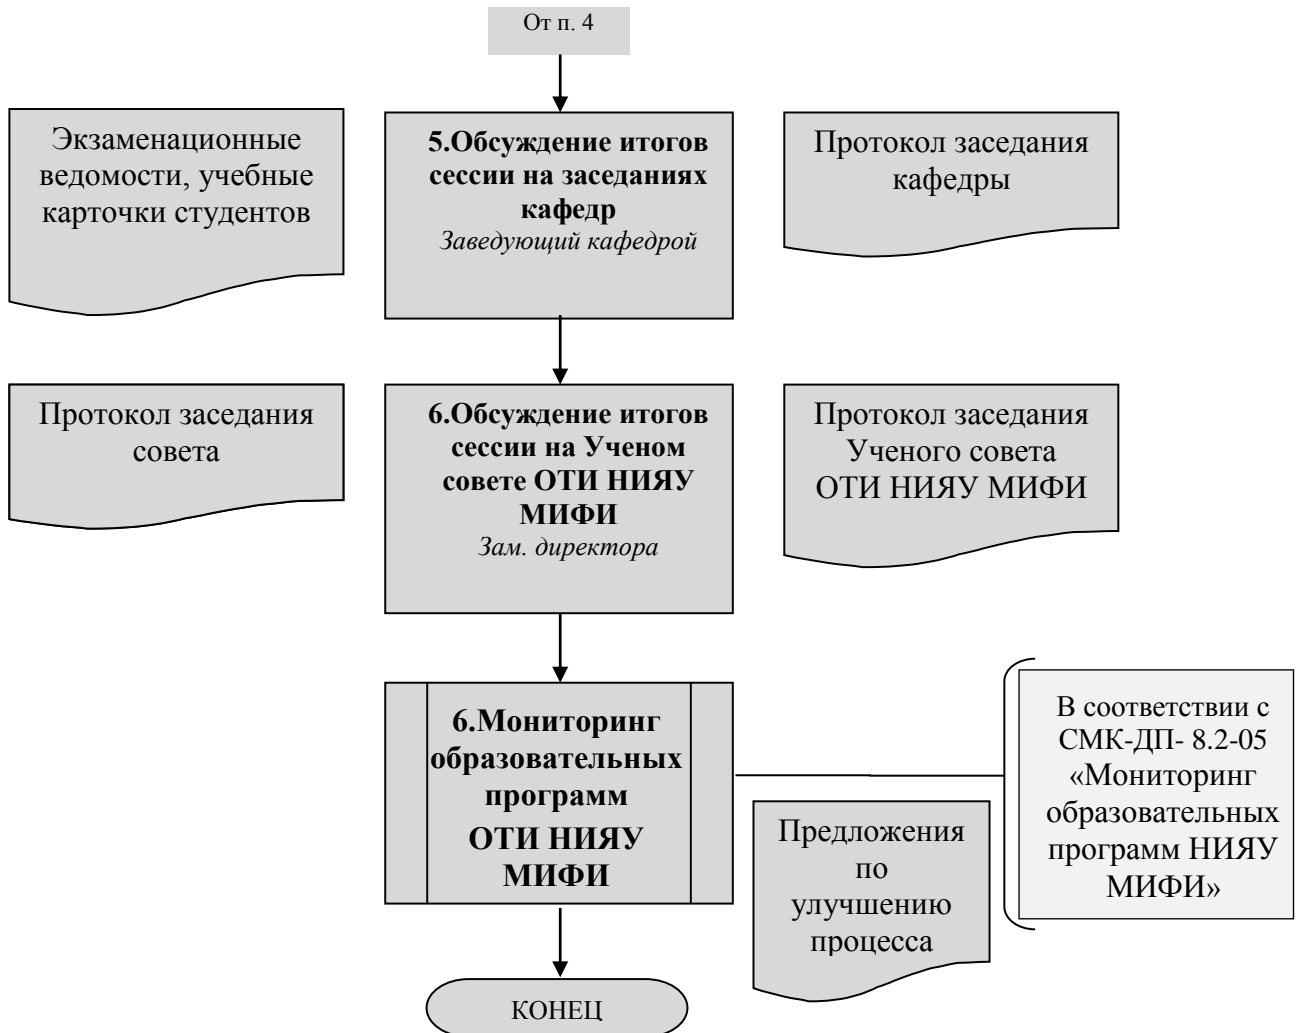 От п. 4
Экзаменационные
ведомости, учебные
карточки студентов
5.Обсуждение итогов
сессии на заседаниях
кафедр
Заведующий кафедрой
Протокол заседания
кафедры
Протокол заседания
совета
6.Обсуждение итогов
сессии на Ученом
совете ОТИ НИЯУ
МИФИ
Зам. директора
Протокол заседания
Ученого совета
ОТИ НИЯУ МИФИ
6.Мониторинг
образовательных
программ
ОТИ НИЯУ
МИФИ
Предложения
по
улучшению
процесса
В соответствии с
СМК-ДП- 8.2-05
«Мониторинг
образовательных
программ НИЯУ
МИФИ»
КОНЕЦ